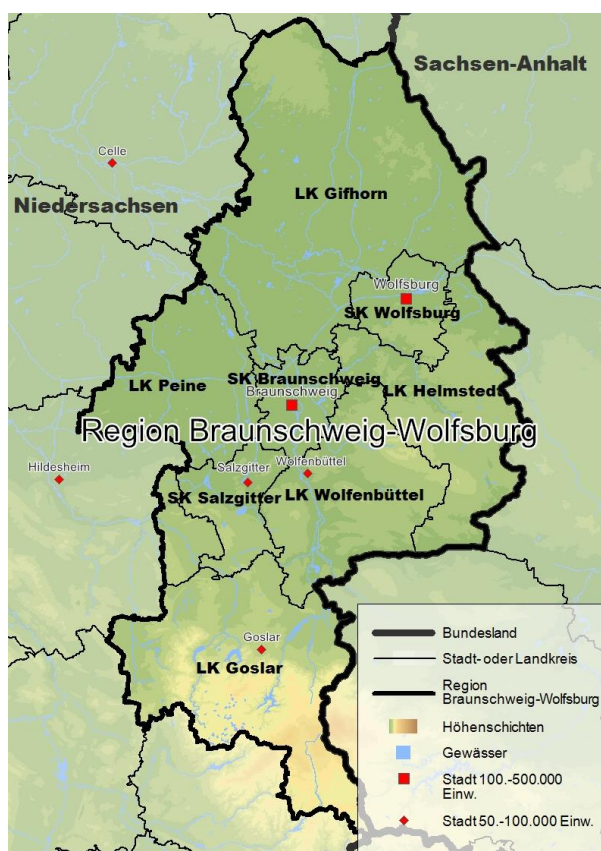 Sachsen-Anhalt
Celle
LK Gifhorn
Niedersachsen
Wolfsburg
SK Wolfsburg
LK Peine
SK Braunschweig
Braunschweig
LK Helmstedt
Region Braunschweig-Wolfsburg
Hildesheim
Salzgitter
Wolfenbüttel
SK Salzgitter
LK Wolfenbüttel
Goslar
LK Goslar
Bundesland
Stadt- oder Landkreis
Region
Braunschweig-Wolfsburg
Höhenschichten
Gewässer
Stadt 100.-500.000
Einw.
Stadt 50.-100.000 Einw.